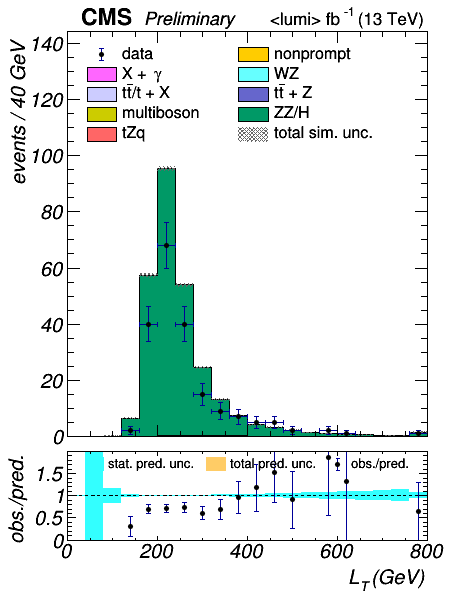 CMS Preliminary <lumi> fb⁻¹ (13 TeV)
events / 40 GeV
140
120
100
80
60
40
20
0
data
X + γ
tt̄/t + X
multiboson
tZq
nonprompt
WZ
tt̄ + Z
ZZ/H
total sim. unc.
obs./pred.
1.5
1
0.5
0
stat. pred. unc. total pred. unc. obs./pred.
0 200 400 600 800
L_T (GeV)